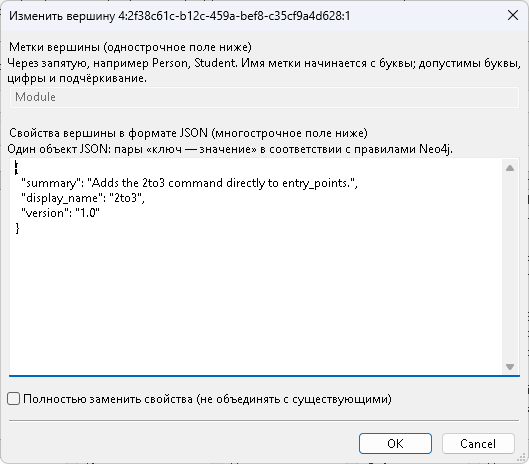 Изменить вершину 4:2f38c61c-b12c-459a-bef8-c35cf9a4d628:1
Метки вершины (однострочное поле ниже)
Через запятую, например Person, Student. Имя метки начинается с буквы; допустимы буквы,
цифры и подчёркивание.
Module
Свойства вершины в формате JSON (многострочное поле ниже)
Один объект JSON: пары «ключ — значение» в соответствии с правилами Neo4j.
{
"summary": "Adds the 2to3 command directly to entry_points.",
"display_name": "2to3",
"version": "1.0"
}
Полностью заменить свойства (не объединять с существующими)
OK
Cancel